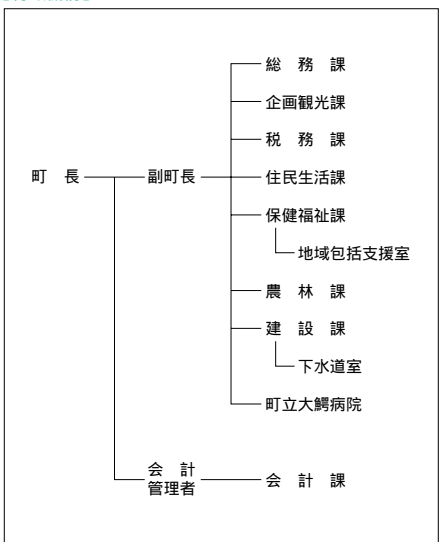 総　務　課
企画観光課
税　務　課
町　長
副町長
住民生活課
保健福祉課
地域包括支援室
農　林　課
建　設　課
下水道室
町立大鰐病院
会　計
管理者
会　計　課